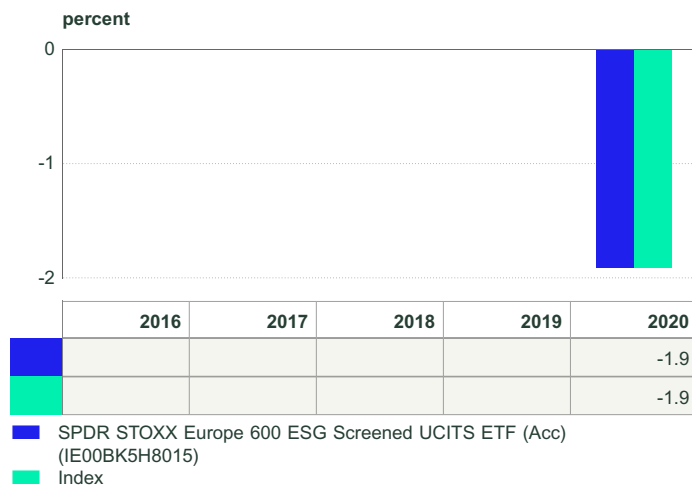 percent
0
-1
-2
2016 2017 2018 2019 2020
-1.9
-1.9
SPDR STOXX Europe 600 ESG Screened UCITS ETF (Acc)
(IE00BK5H8015)
Index